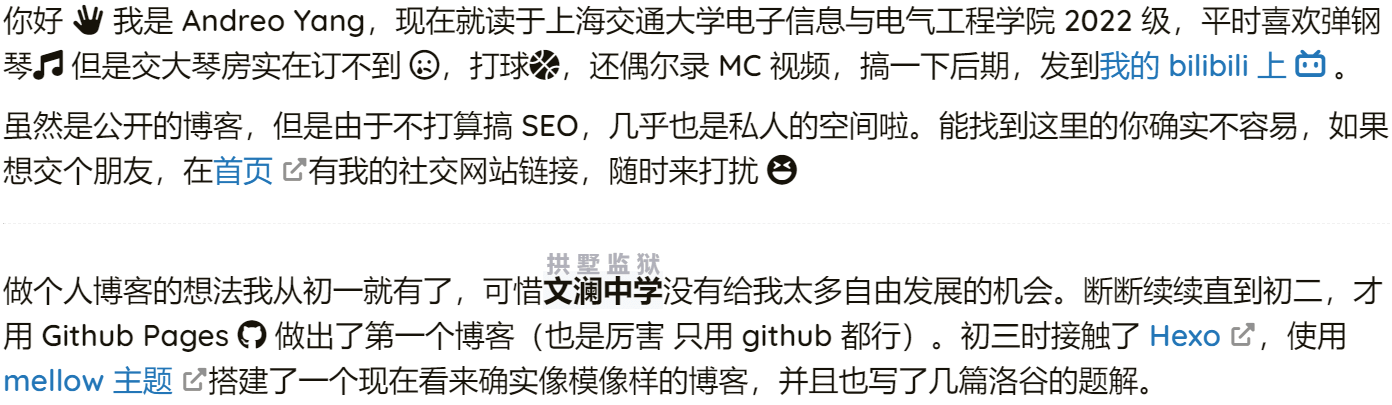 你好 我是 Andreo Yang，现在就读于上海交通大学电子信息与电气工程学院 2022 级，平时喜欢弹钢
琴 但是交大琴房实在订不到 ，打球，还偶尔录 MC 视频，搞一下后期，发到我的 bilibili 上 。
虽然是公开的博客，但是由于不打算搞 SEO，几乎也是私人的空间啦。能找到这里的你确实不容易，如果
想交个朋友，在首页 有我的社交网站链接，随时来打扰
拱墅监狱
做个人博客的想法我从初一就有了，可惜文澜中学没有给我太多自由发展的机会。断断续续直到初二，才
用 Github Pages 做出了第一个博客（也是厉害 只用 github 都行）。初三时接触了 Hexo ，使用
mellow 主题 搭建了一个现在看来确实像模像样的博客，并且也写了几篇洛谷的题解。